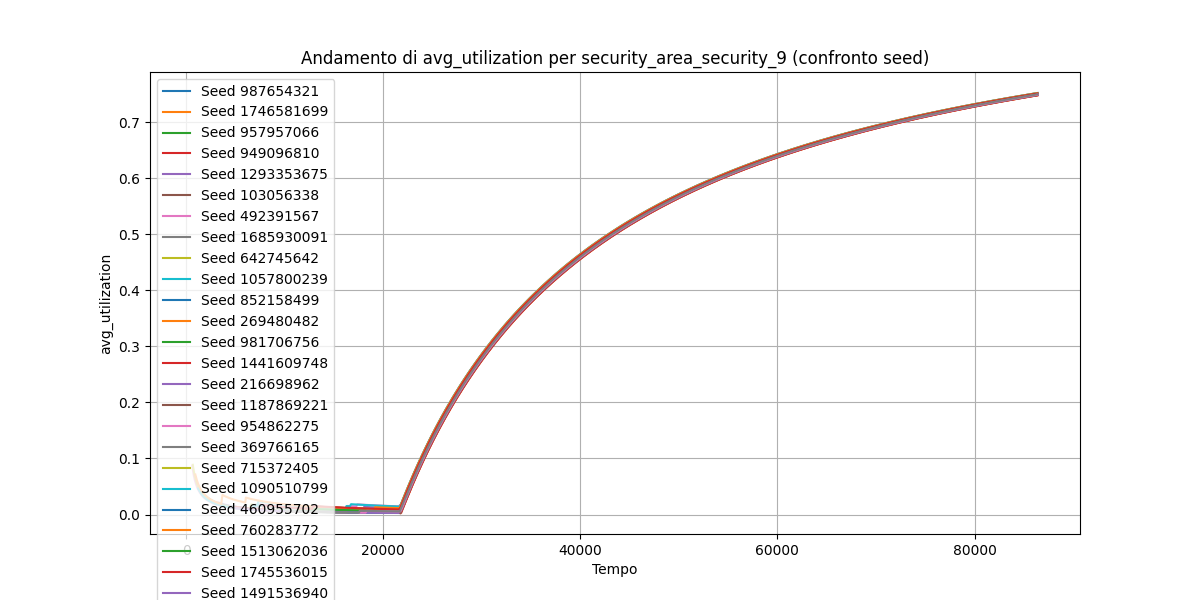 Andamento di avg_utilization per security_area_security_9 (confronto seed)
avg_utilization
0.7
0.6
0.5
0.4
0.3
0.2
0.1
0.0
Seed 987654321
Seed 1746581699
Seed 957957066
Seed 949096810
Seed 1293353675
Seed 103056338
Seed 492391567
Seed 1685930091
Seed 642745642
Seed 1057800239
Seed 852158499
Seed 269480482
Seed 981706756
Seed 1441609748
Seed 216698962
Seed 1187869221
Seed 954862275
Seed 369766165
Seed 715372405
Seed 1090510799
Seed 460955702
Seed 760283772
Seed 1513062036
Seed 1745536015
Seed 1491536940
0
20000
40000
60000
80000
Tempo